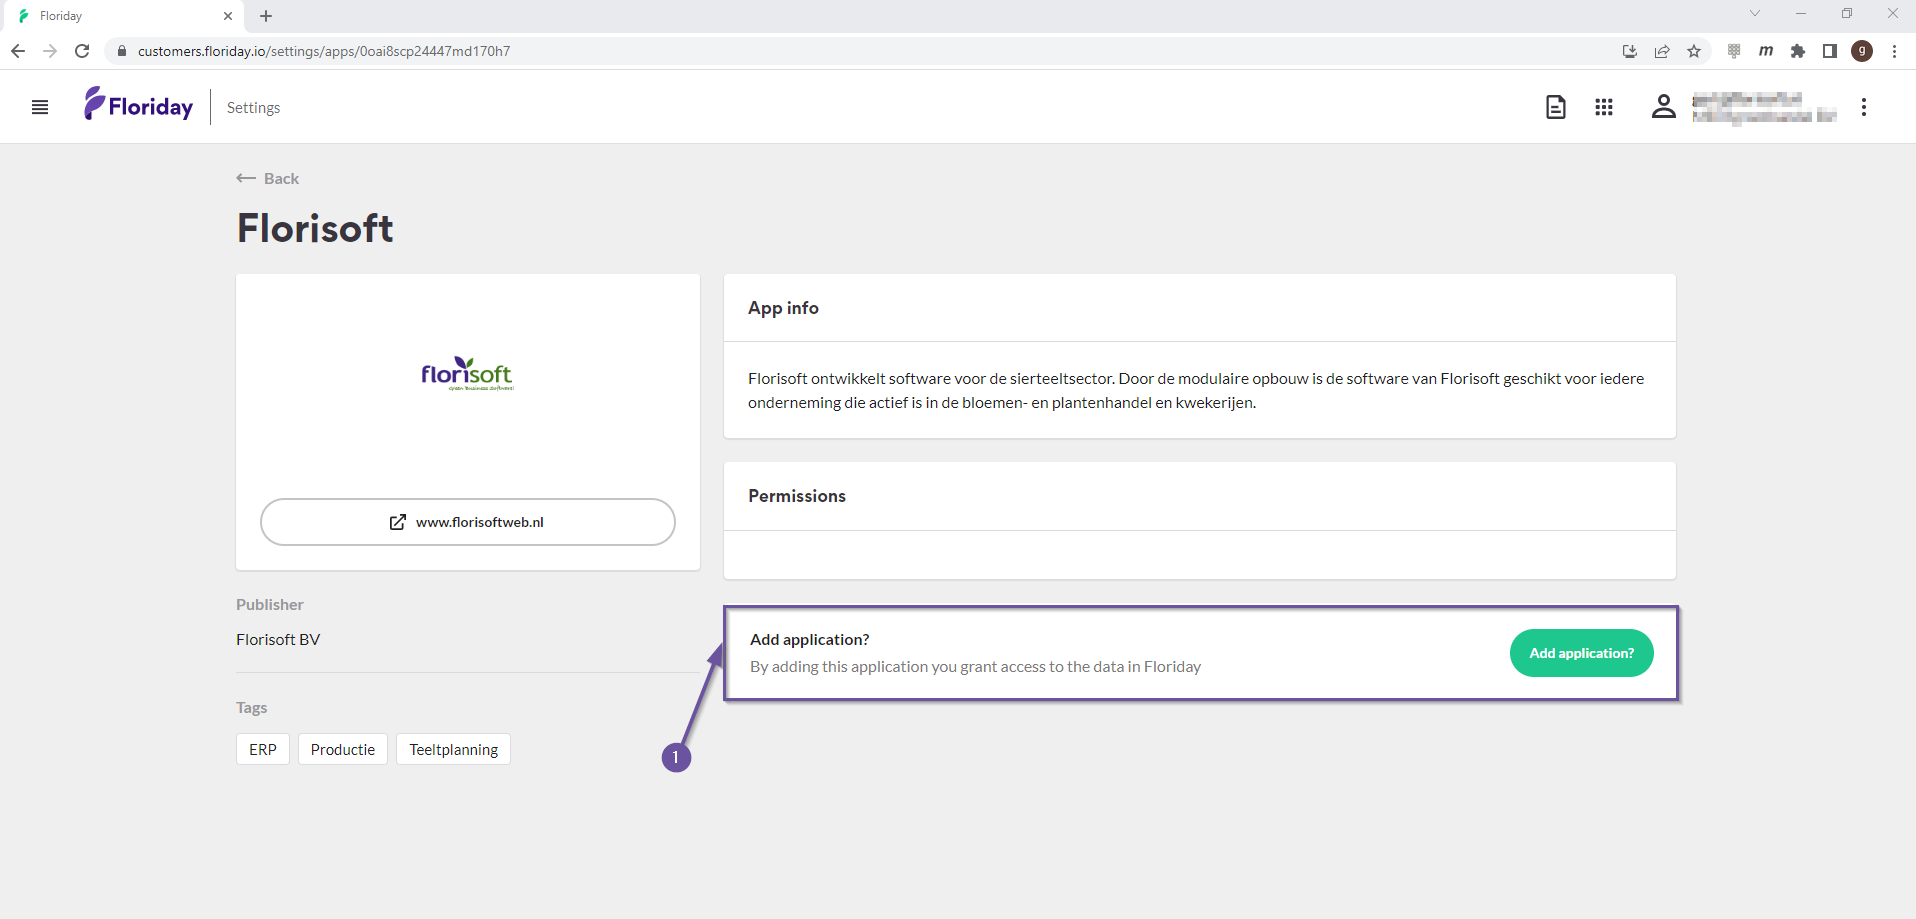 Floriday
customers.floriday.io/settings/apps/0oai8scp24447md170h7
m
g
Floriday
Settings
Back
Florisoft
florisoft
Green Business Software!
www.florisoftweb.nl
Publisher
Florisoft BV
Tags
ERP
Productie
Teeltplanning
App info
Florisoft ontwikkelt software voor de sierteeltsector. Door de modulaire opbouw is de software van Florisoft geschikt voor iedere
onderneming die actief is in de bloemen- en plantenhandel en kwekerijen.
Permissions
Add application?
By adding this application you grant access to the data in Floriday
Add application?
1